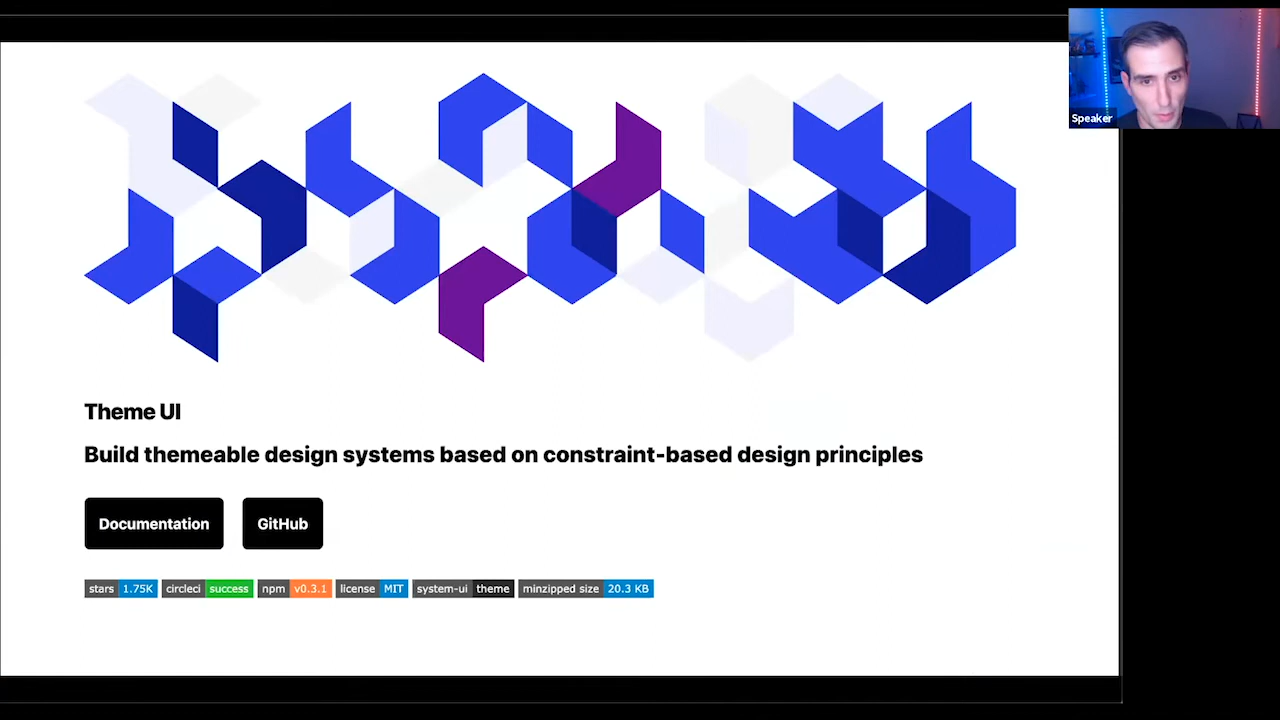 Speaker
Theme UI
Build themeable design systems based on constraint-based design principles
Documentation GitHub
stars 1.75K circleci success npm v0.3.1 license MIT system-ui theme minzipped size 20.3 KB